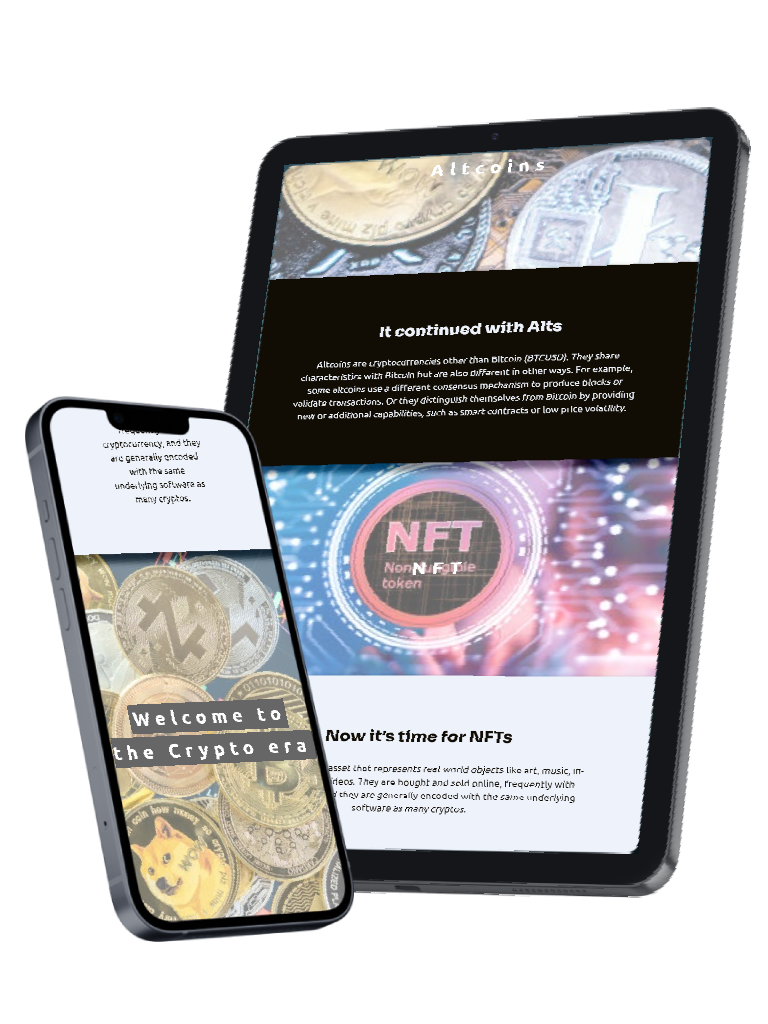 Altcoins
It continued with Alts
Altcoins are cryptocurrencies other than Bitcoin (BTCUSD). They share
characteristics with Bitcoin but are also different in other ways. For example,
some altcoins use a different consensus mechanism to produce blocks or
validate transactions. Or they distinguish themselves from Bitcoin by providing
new or additional capabilities, such as smart contracts or low price volatility.
NFT
token
NFT
Now it's time for NFTs
asset that represents real world objects like art, music, in-
ideos. They are bought and sold online, frequently with
d they are generally encoded with the same underlying
software as many cryptos.
cryptocurrency, and they
are generally encoded
with the same
underlying software as
many cryptos.
Welcome to
the Crypto era